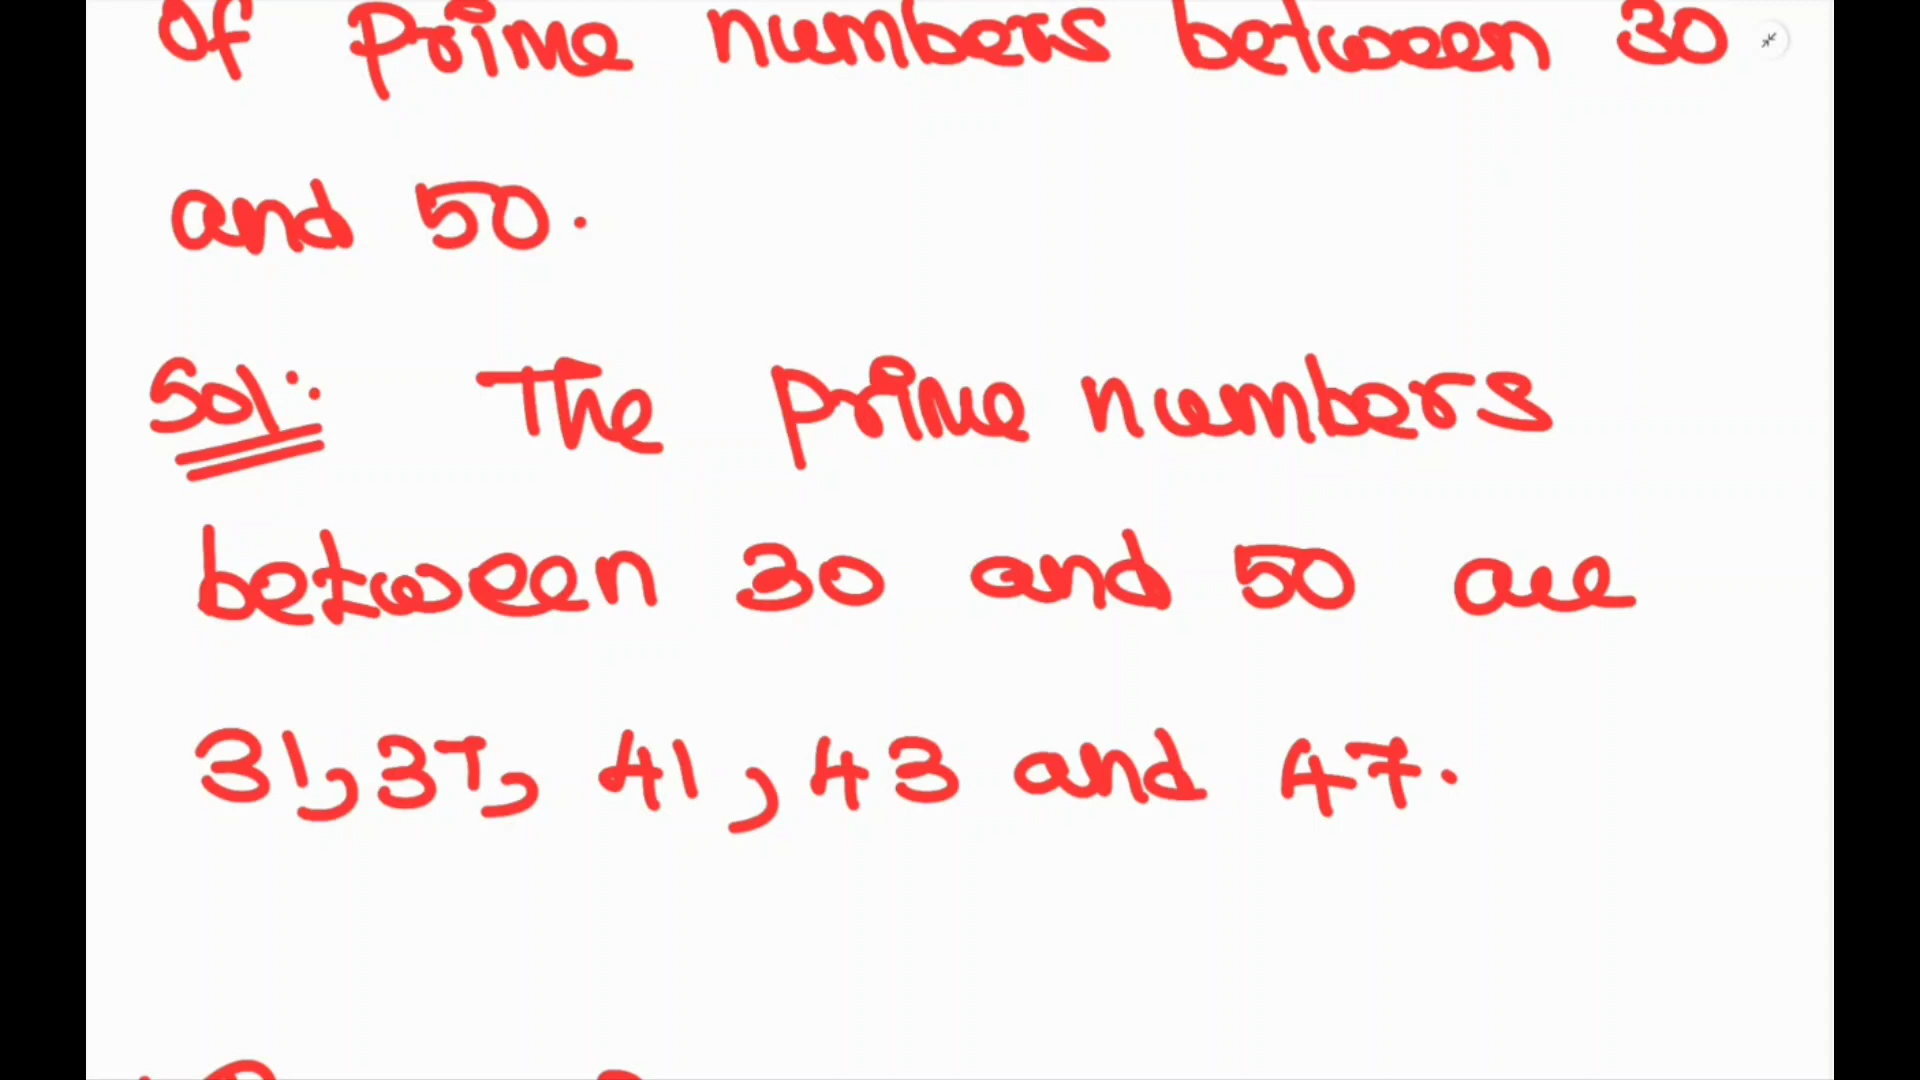 Of prime numbers between 30
and 50.
Sol:
The prime numbers
between 30 and 50 are
31, 37, 41, 43 and 47.